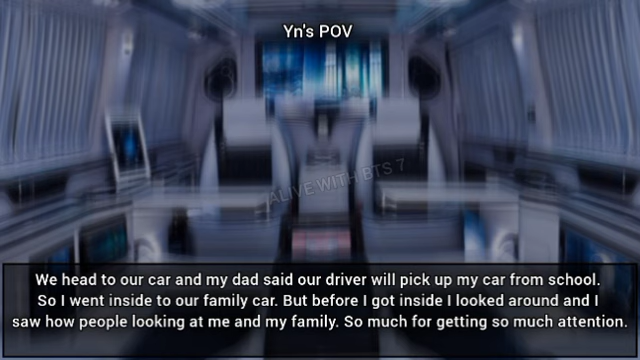 Yn's POV
ALIVE WITH BTS 7
We head to our car and my dad said our driver will pick up my car from school.
So I went inside to our family car. But before I got inside I looked around and I
saw how people looking at me and my family. So much for getting so much attention.